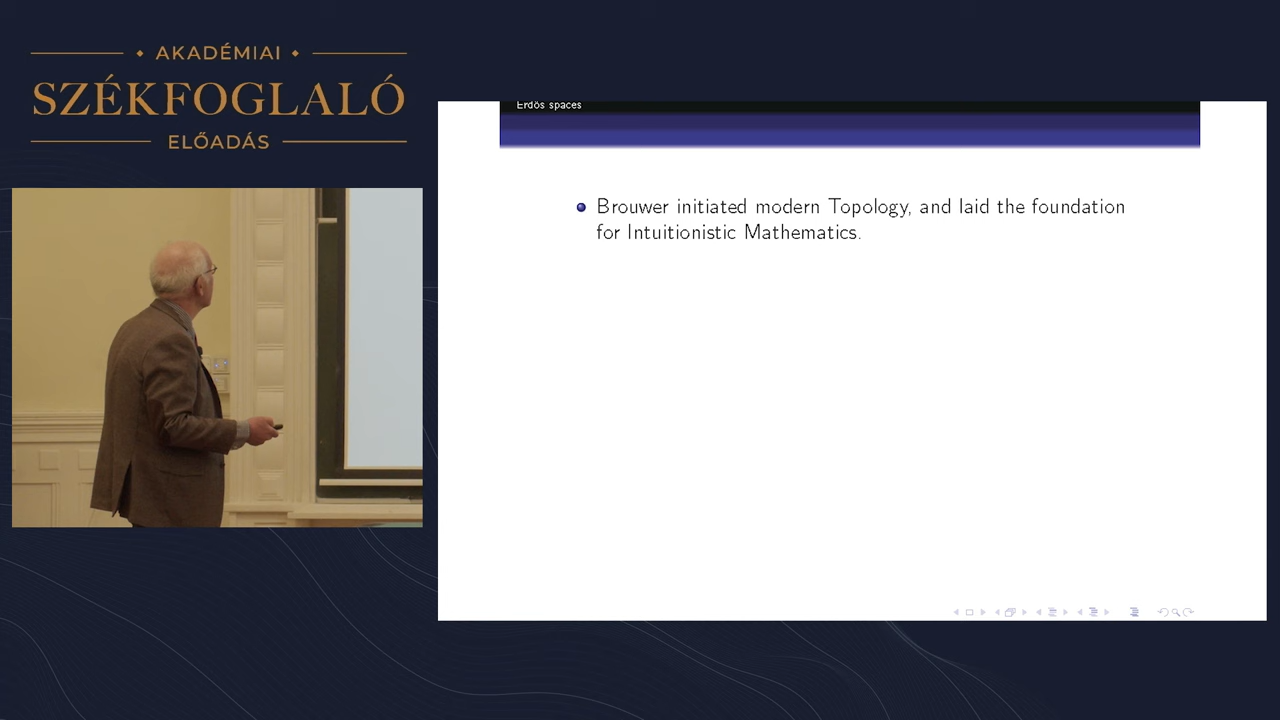 AKADÉMIAI
SZÉKFOGLALÓ
ELŐADÁS
Erdős spaces
Brouwer initiated modern Topology, and laid the foundation
for Intuitionistic Mathematics.